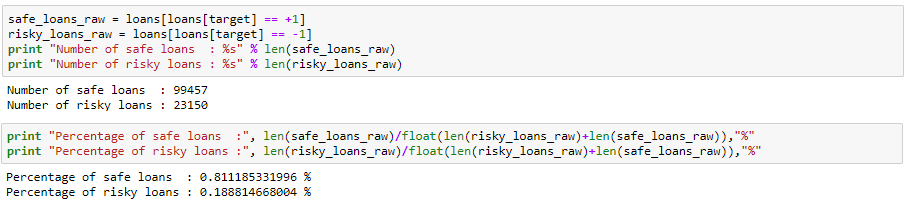 safe_loans_raw = loans[loans[target] == +1]
risky_loans_raw = loans[loans[target] == -1]
print "Number of safe loans  : %s" % len(safe_loans_raw)
print "Number of risky loans : %s" % len(risky_loans_raw)
Number of safe loans  : 99457
Number of risky loans : 23150
print "Percentage of safe loans  :", len(safe_loans_raw)/float(len(risky_loans_raw)+len(safe_loans_raw)),"%"
print "Percentage of risky loans :", len(risky_loans_raw)/float(len(risky_loans_raw)+len(safe_loans_raw)),"%"
Percentage of safe loans  : 0.811185331996 %
Percentage of risky loans : 0.188814668004 %